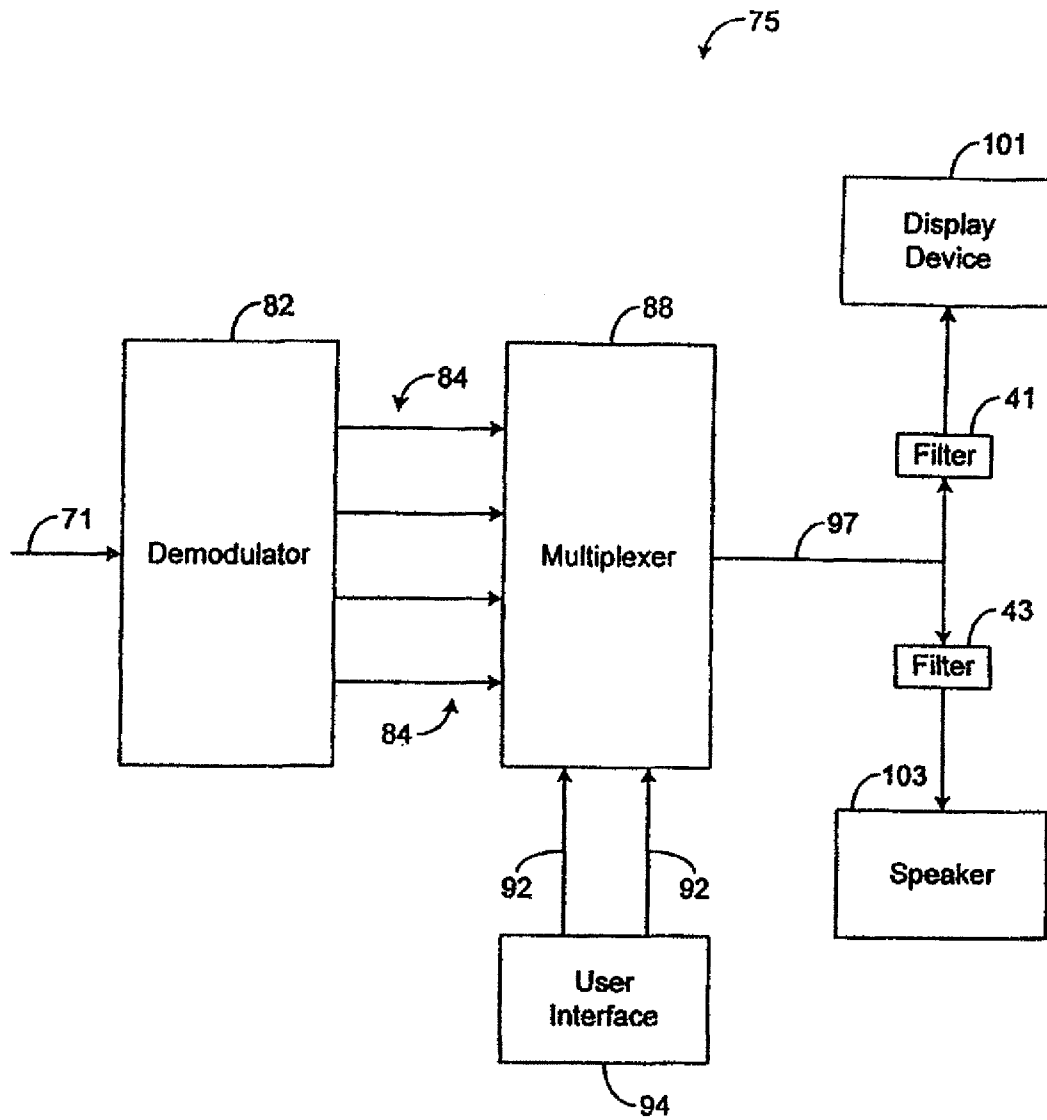 75
101
Display
Device
82
88
84
41
Filter
71
Demodulator
Multiplexer
97
43
Filter
84
103
Speaker
92
92
User
Interface
94